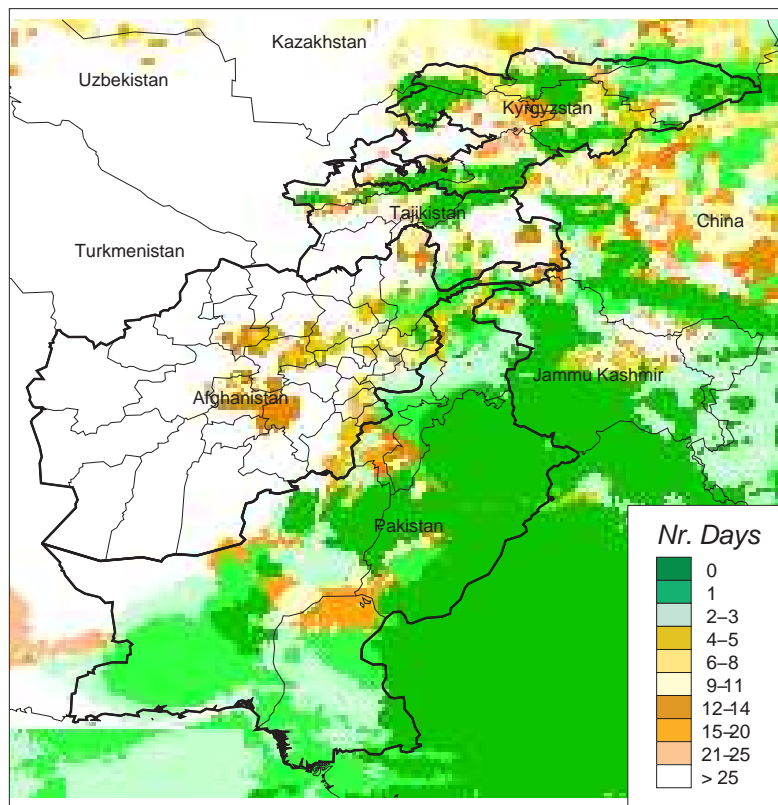 Kazakhstan
Uzbekistan
Kyrgyzstan
Tajikistan
China
Turkmenistan
Jammu Kashmir
Afghanistan
Pakistan
Nr. Days
0
1
2–3
4–5
6–8
9–11
12–14
15–20
21–25
> 25